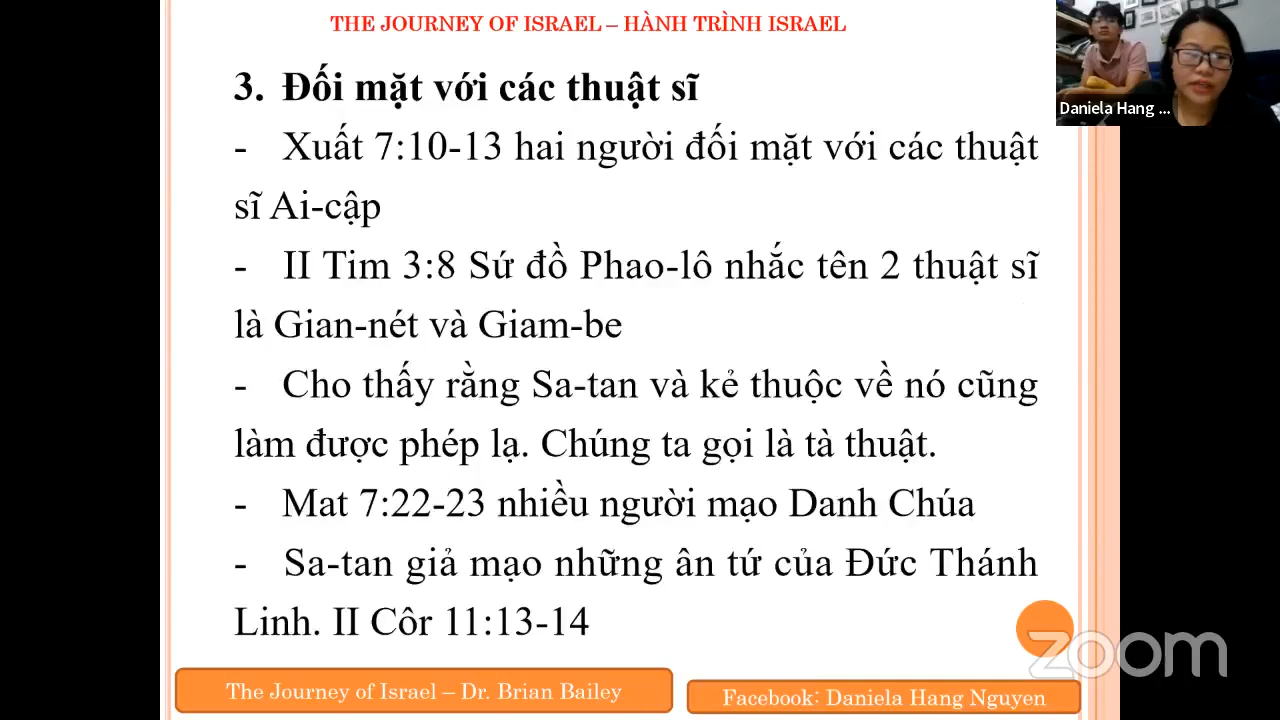 THE JOURNEY OF ISRAEL – HÀNH TRÌNH ISRAEL
3. Đối mặt với các thuật sĩ
- Xuất 7:10-13 hai người đối mặt với các thuật
sĩ Ai-cập
- II Tim 3:8 Sứ đồ Phao-lô nhắc tên 2 thuật sĩ
là Gian-nét và Giam-be
- Cho thấy rằng Sa-tan và kẻ thuộc về nó cũng
làm được phép lạ. Chúng ta gọi là tà thuật.
- Mat 7:22-23 nhiều người mạo Danh Chúa
- Sa-tan giả mạo những ân tứ của Đức Thánh
Linh. II Côr 11:13-14
The Journey of Israel – Dr. Brian Bailey
Facebook: Daniela Hang Nguyen
Daniela Hang ...
zoom